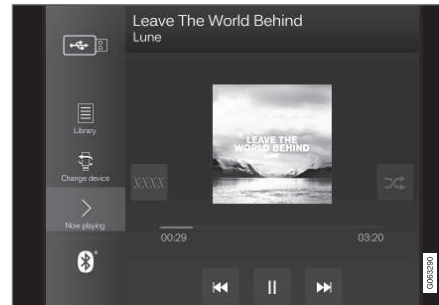 Leave The World Behind
Lune
Library
Change device
Now playing
LEAVE THE
WORLD BEHIND
LUNE
XXXX
00:29
03:20
G063290